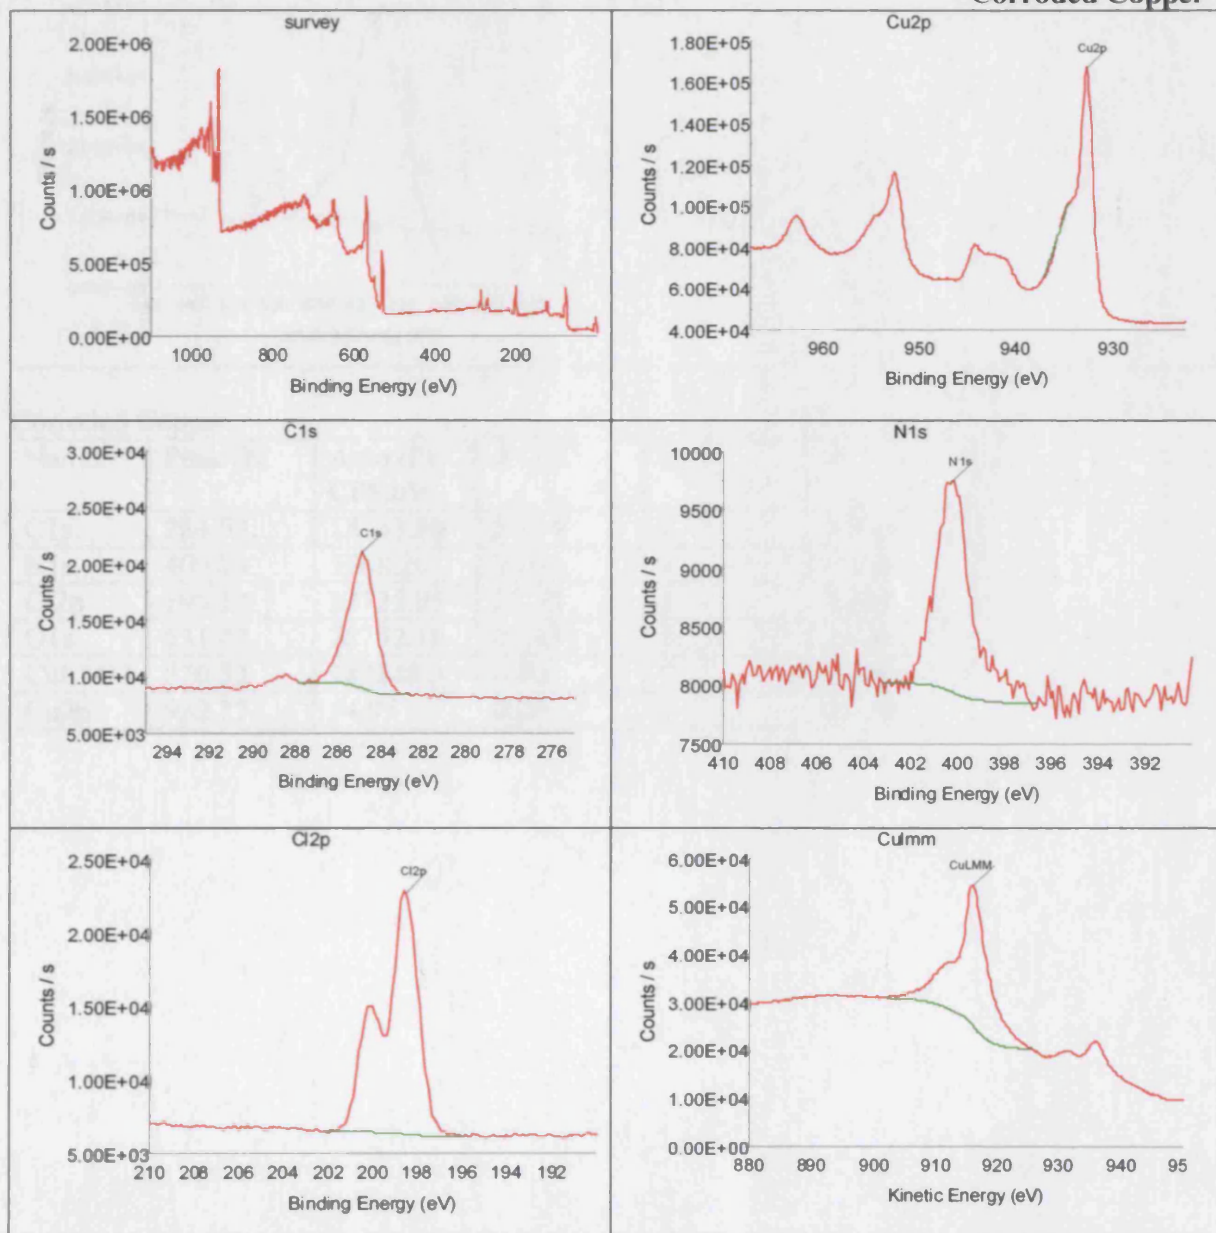 Corroded Copper
survey
2.00E+06
1.50E+06
1.00E+06
5.00E+05
0.00E+00
Counts / s
1000 800 600 400 200
Binding Energy (eV)
Cu2p
Cu2p
1.80E+05
1.60E+05
1.40E+05
1.20E+05
1.00E+05
8.00E+04
6.00E+04
4.00E+04
Counts / s
960 950 940 930
Binding Energy (eV)
C1s
C1s
3.00E+04
2.50E+04
2.00E+04
1.50E+04
1.00E+04
5.00E+03
Counts / s
294 292 290 288 286 284 282 280 278 276
Binding Energy (eV)
N1s
N1s
10000
9500
9000
8500
8000
7500
Counts / s
410 408 406 404 402 400 398 396 394 392
Binding Energy (eV)
Cl2p
Cl2p
2.50E+04
2.00E+04
1.50E+04
1.00E+04
5.00E+03
Counts / s
210 208 206 204 202 200 198 196 194 192
Binding Energy (eV)
Culmm
CuLMM
6.00E+04
5.00E+04
4.00E+04
3.00E+04
2.00E+04
1.00E+04
0.00E+00
Counts / s
880 890 900 910 920 930 940 95
Kinetic Energy (eV)